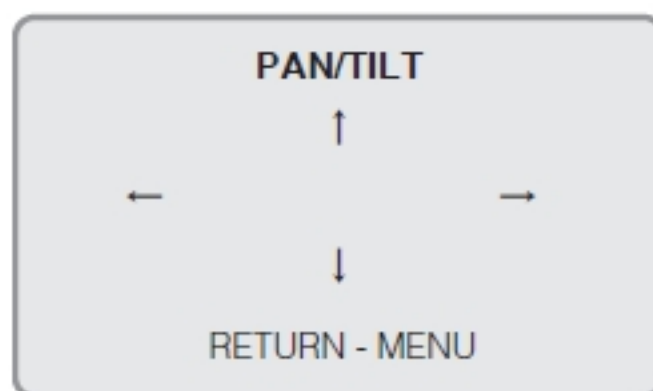 PAN/TILT
↑
← →
↓
RETURN - MENU